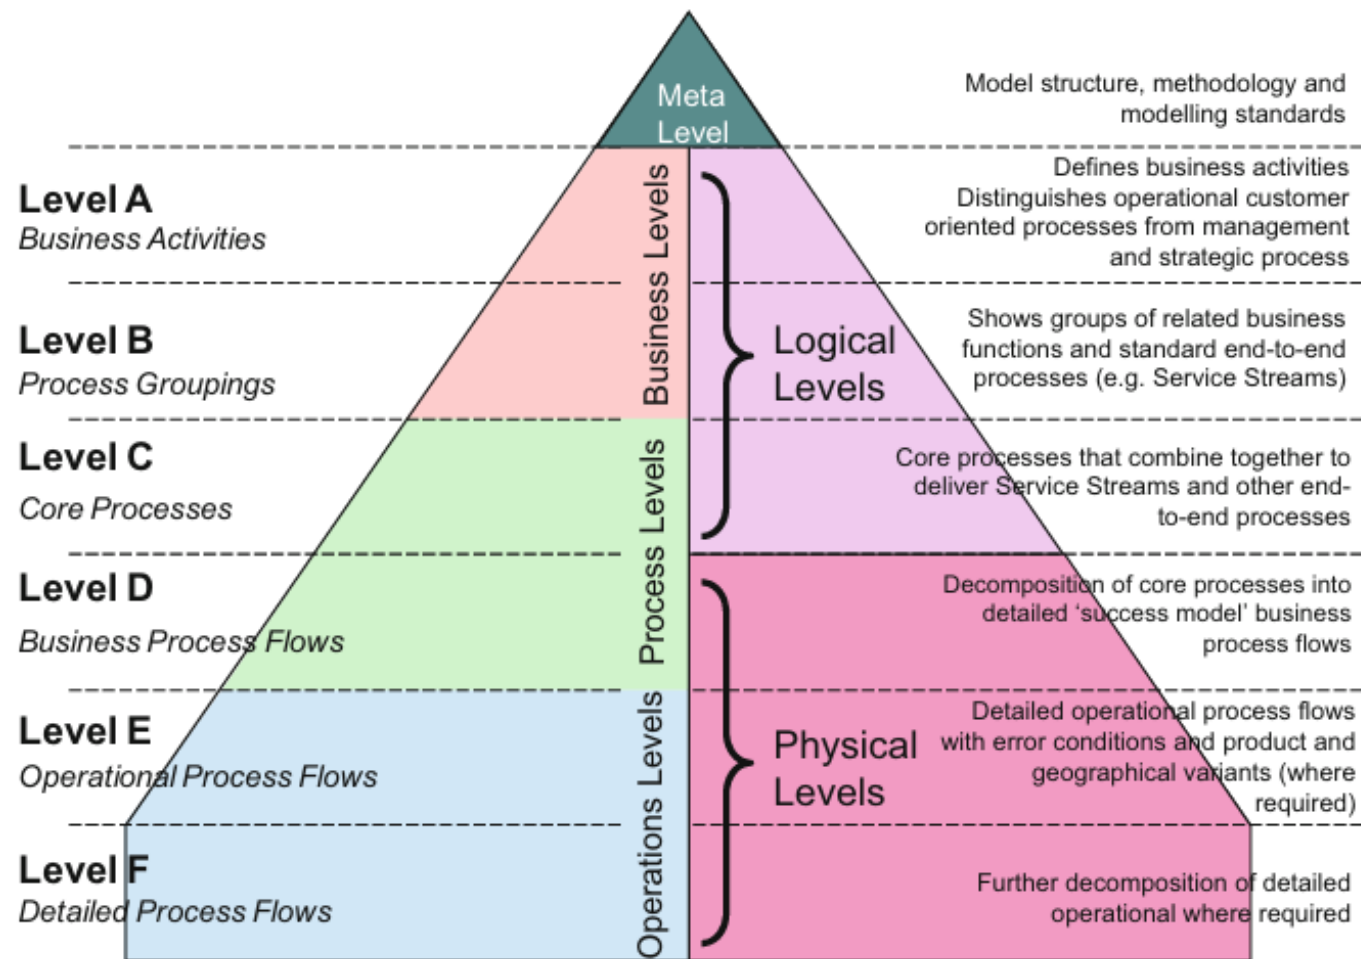 Meta
Level
Model structure, methodology and
modelling standards
Level A
Business Activities
Defines business activities
Distinguishes operational customer
oriented processes from management
and strategic process
Level B
Process Groupings
Shows groups of related business
functions and standard end-to-end
processes (e.g. Service Streams)
Level C
Core Processes
Core processes that combine together to
deliver Service Streams and other end-
to-end processes
Level D
Business Process Flows
Decomposition of core processes into
detailed ‘success model’ business
process flows
Level E
Operational Process Flows
Detailed operational process flows
with error conditions and product and
geographical variants (where
required)
Level F
Detailed Process Flows
Further decomposition of detailed
operational where required
Business Levels
Process Levels
Operations Levels
Logical
Levels
Physical
Levels